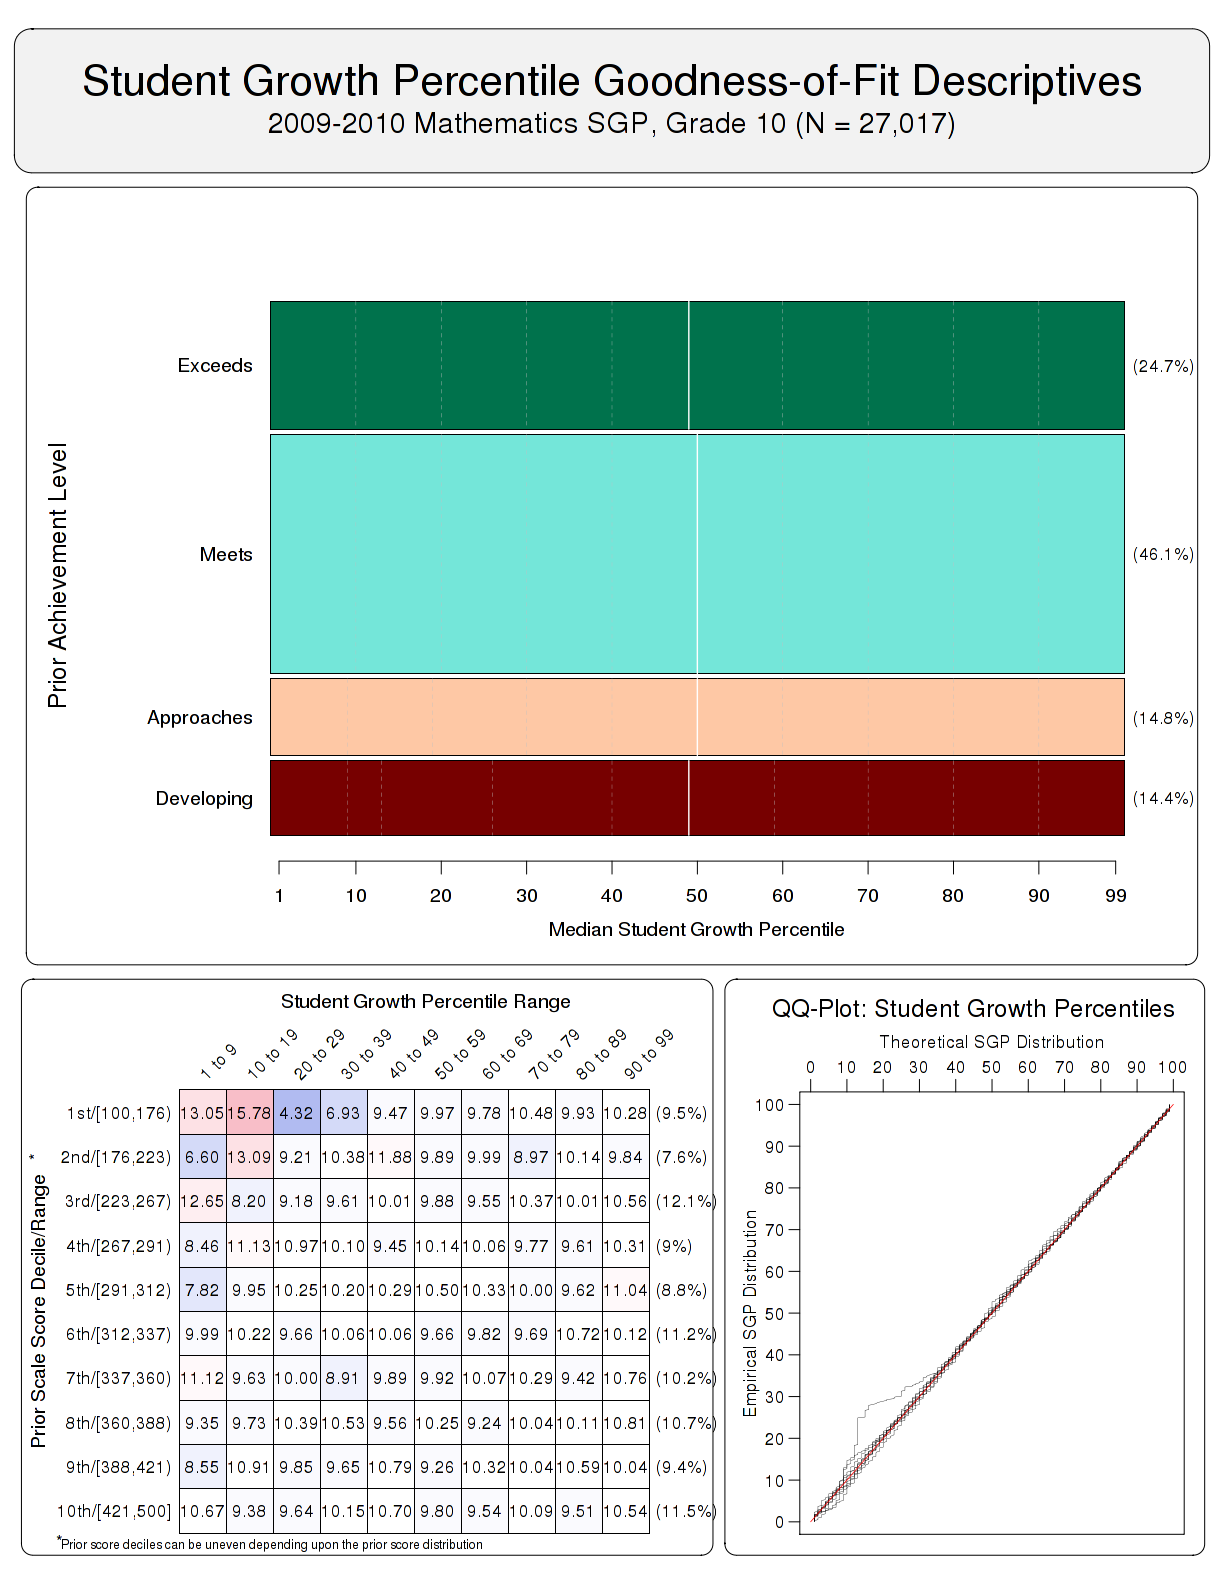 Student Growth Percentile Goodness-of-Fit Descriptives
2009-2010 Mathematics SGP, Grade 10 (N = 27,017)
Prior Achievement Level
Exceeds (24.7%)
Meets (46.1%)
Approaches (14.8%)
Developing (14.4%)
1 10 20 30 40 50 60 70 80 90 99
Median Student Growth Percentile
Student Growth Percentile Range
1 to 9 10 to 19 20 to 29 30 to 39 40 to 49 50 to 59 60 to 69 70 to 79 80 to 89 90 to 99
Prior Scale Score Decile/Range *
1st/[100,176) 13.05 15.78 4.32 6.93 9.47 9.97 9.78 10.48 9.93 10.28 (9.5%)
2nd/[176,223) 6.60 13.09 9.21 10.38 11.88 9.89 9.99 8.97 10.14 9.84 (7.6%)
3rd/[223,267) 12.65 8.20 9.18 9.61 10.01 9.88 9.55 10.37 10.01 10.56 (12.1%)
4th/[267,291) 8.46 11.13 10.97 10.10 9.45 10.14 10.06 9.77 9.61 10.31 (9%)
5th/[291,312) 7.82 9.95 10.25 10.20 10.29 10.50 10.33 10.00 9.62 11.04 (8.8%)
6th/[312,337) 9.99 10.22 9.66 10.06 10.06 9.66 9.82 9.69 10.72 10.12 (11.2%)
7th/[337,360) 11.12 9.63 10.00 8.91 9.89 9.92 10.07 10.29 9.42 10.76 (10.2%)
8th/[360,388) 9.35 9.73 10.39 10.53 9.56 10.25 9.24 10.04 10.11 10.81 (10.7%)
9th/[388,421) 8.55 10.91 9.85 9.65 10.79 9.26 10.32 10.04 10.59 10.04 (9.4%)
10th/[421,500] 10.67 9.38 9.64 10.15 10.70 9.80 9.54 10.09 9.51 10.54 (11.5%)
*Prior score deciles can be uneven depending upon the prior score distribution
QQ-Plot: Student Growth Percentiles
Theoretical SGP Distribution
0 10 20 30 40 50 60 70 80 90 100
Empirical SGP Distribution
100
90
80
70
60
50
40
30
20
10
0